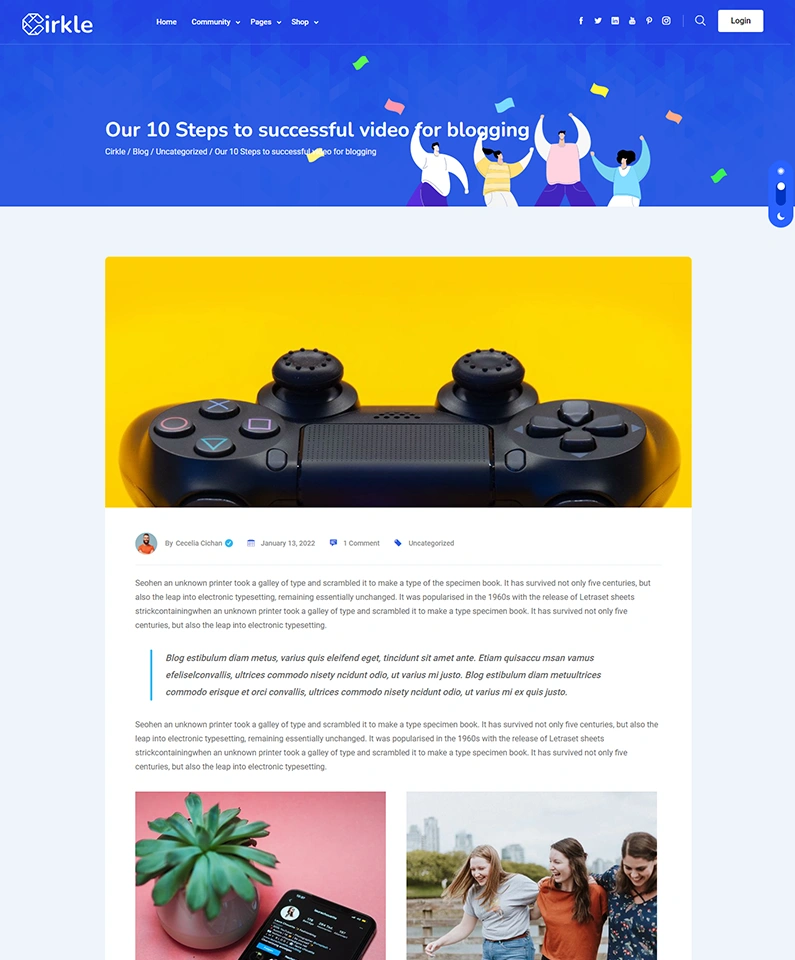 Cirkle
Home Community Pages Shop
Login
Our 10 Steps to successful video for blogging
Cirkle / Blog / Uncategorized / Our 10 Steps to successful video for blogging
By Cecelia Cichan January 13, 2022 1 Comment Uncategorized
Seohen an unknown printer took a galley of type and scrambled it to make a type of the specimen book. It has survived not only five centuries, but
also the leap into electronic typesetting, remaining essentially unchanged. It was popularised in the 1960s with the release of Letraset sheets
strickcontainingwhen an unknown printer took a galley of type and scrambled it to make a type specimen book. It has survived not only five
centuries, but also the leap into electronic typesetting.
Blog estibulum diam metus, varius quis eleifend eget, tincidunt sit amet ante. Etiam quisaccu msan vamus
efeliselconvallis, ultrices commodo nisety ncidunt odio, ut varius mi justo. Blog estibulum diam metuultrices
commodo erisque et orci convallis, ultrices commodo nisety ncidunt odio, ut varius mi ex quis justo.
Seohen an unknown printer took a galley of type and scrambled it to make a type specimen book. It has survived not only five centuries, but also the
leap into electronic typesetting, remaining essentially unchanged. It was popularised in the 1960s with the release of Letraset sheets
strickcontainingwhen an unknown printer took a galley of type and scrambled it to make a type specimen book. It has survived not only five
centuries, but also the leap into electronic typesetting.